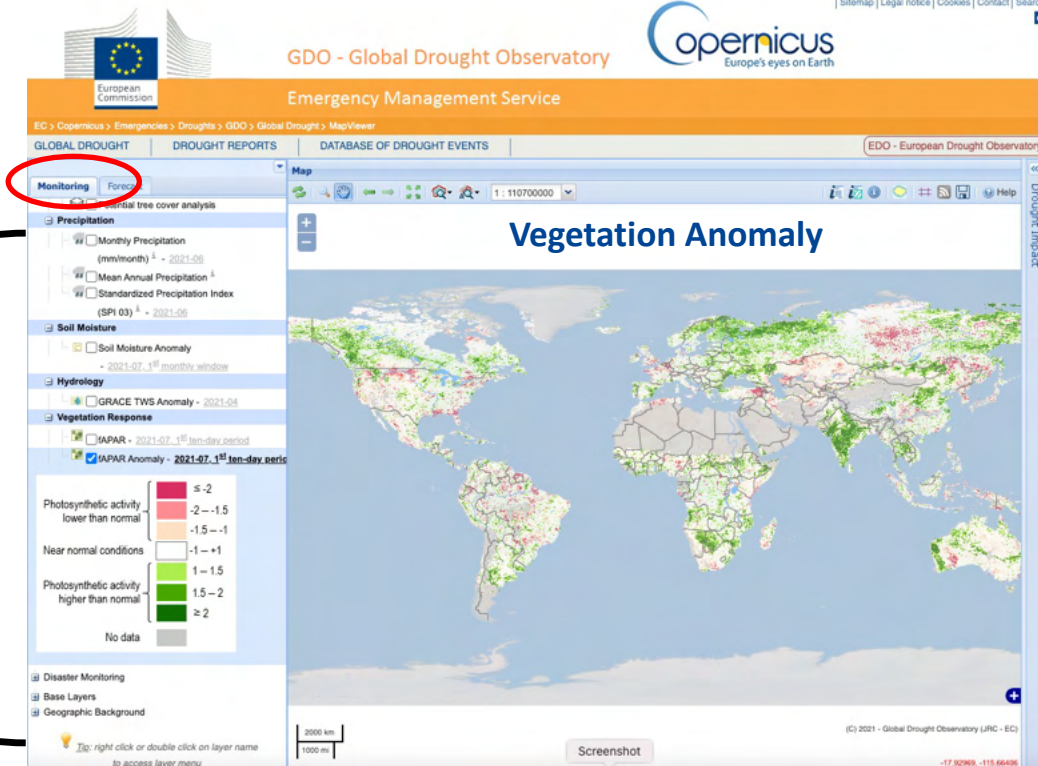 | Sitemap | Legal notice | Cookies | Contact | Sear
European
Commission
GDO - Global Drought Observatory
opernicus
Europe's eyes on Earth
Emergency Management Service
EC > Copernicus > Emergencies > Droughts > GDO > Global Drought > MapViewer
GLOBAL DROUGHT | DROUGHT REPORTS | DATABASE OF DROUGHT EVENTS |
EDO - European Drought Observatory
Monitoring
Map
1 : 110700000
Help
Drought Impact
tree cover analysis
Precipitation
Monthly Precipitation
(mm/month) i - 2021-06
Mean Annual Precipitation i
Standardized Precipitation Index
(SPI 03) i - 2021-06
Soil Moisture
Soil Moisture Anomaly
- 2021-07, 1st monthly window
Hydrology
GRACE TWS Anomaly - 2021-04
Vegetation Response
fAPAR - 2021-07, 1st ten-day period
fAPAR Anomaly - 2021-07, 1st ten-day peric
Photosynthetic activity
lower than normal
≤ -2
-2 – -1.5
-1.5 – -1
Near normal conditions
-1 – +1
Photosynthetic activity
higher than normal
1 – 1.5
1.5 – 2
≥ 2
No data
Disaster Monitoring
Base Layers
Geographic Background
Tip: right click or double click on layer name
to access layer menu
Vegetation Anomaly
2000 km
1000 mi
Screenshot
(C) 2021 - Global Drought Observatory (JRC - EC)
-17.92969, -115.66406